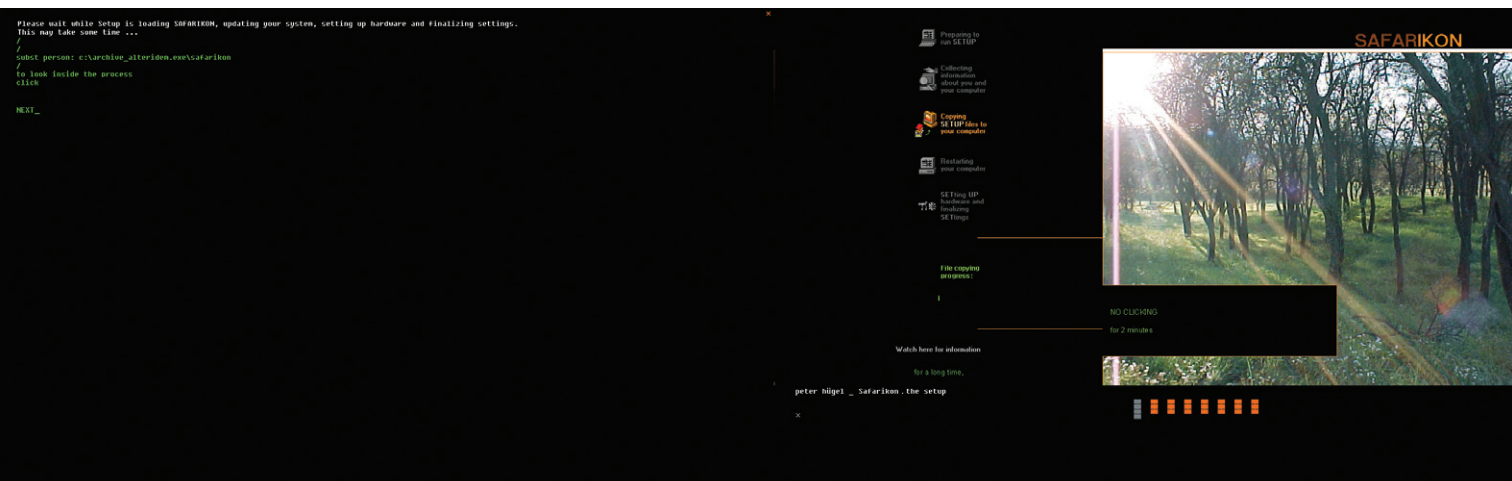 Please wait while Setup is loading SAFARIKON, updating your system, setting up hardware and finalizing settings.
This may take some time ...
/
/
subst person: c:\archive_alteridem.exe\safarikon
/
to look inside the process
click
NEXT_
×
Preparing to
run SETUP
Collecting
information
about you and
your computer
Copying
SETUP files to
your computer
Restarting
your computer
SETting UP
hardware and
finalizing
SETtings
File copying
progress:
Watch here for information
for a long time,
peter hügel _ Safarikon .the setup
×
SAFARIKON
NO CLICKING
for 2 minutes